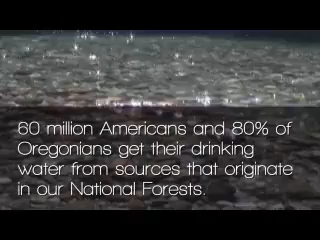 60 million Americans and 80% of
Oregonians get their drinking
water from sources that originate
in our National Forests.